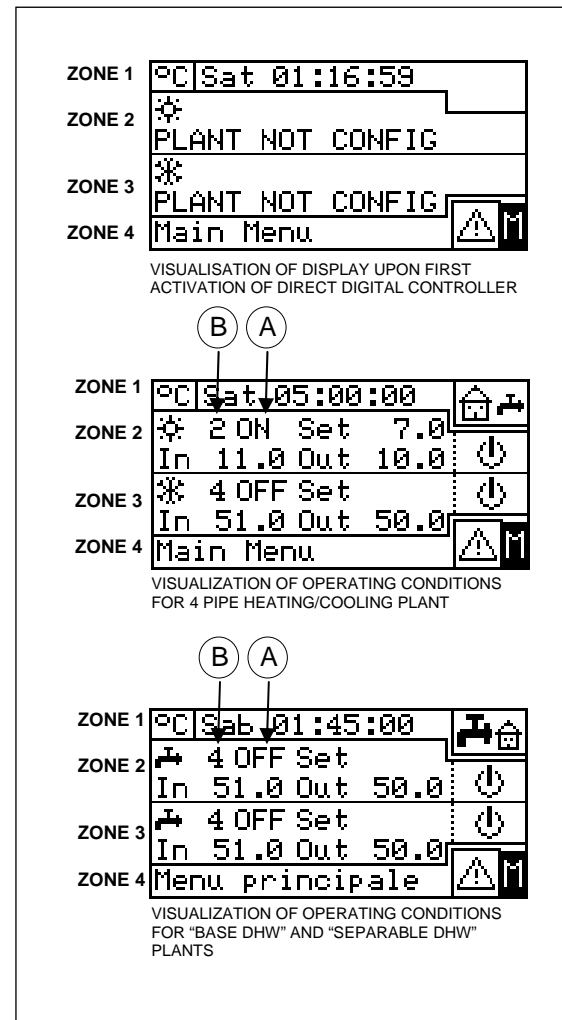 ZONE 1 °C Sat 01:16:59
ZONE 2
PLANT NOT CONFIG
ZONE 3
PLANT NOT CONFIG
ZONE 4 Main Menu M
VISUALISATION OF DISPLAY UPON FIRST
ACTIVATION OF DIRECT DIGITAL CONTROLLER
B A
ZONE 1 °C Sat 05:00:00
ZONE 2 2 ON Set 7.0
In 11.0 Out 10.0
ZONE 3 4 OFF Set
In 51.0 Out 50.0
ZONE 4 Main Menu M
VISUALIZATION OF OPERATING CONDITIONS
FOR 4 PIPE HEATING/COOLING PLANT
B A
ZONE 1 °C Sab 01:45:00
ZONE 2 4 OFF Set
In 51.0 Out 50.0
ZONE 3 4 OFF Set
In 51.0 Out 50.0
ZONE 4 Menu principale M
VISUALIZATION OF OPERATING CONDITIONS
FOR “BASE DHW” AND “SEPARABLE DHW”
PLANTS